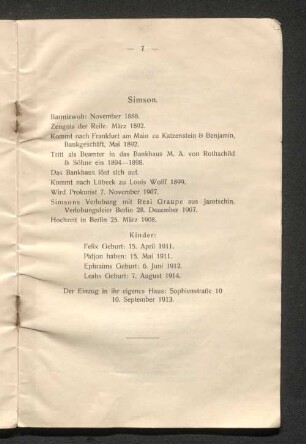 — 7 —
Simson.
Barmizwoh: November 1886.
Zeugnis der Reife: März 1892.
Kommt nach Frankfurt am Main zu Katzenstein & Benjamin,
Bankgeschäft, Mai 1892.
Tritt als Beamter in das Bankhaus M. A. von Rothschild
& Söhne ein 1894—1898.
Das Bankhaus löst sich auf.
Kommt nach Lübeck zu Louis Wolff 1899.
Wird Prokurist 7. November 1907.
Simsons Verlobung mit Resi Graupe aus Jarotschin,
Verlobungsfeier Berlin 28. Dezember 1907.
Hochzeit in Berlin 25. März 1908.
Kinder:
Felix Geburt: 15. April 1911.
Pidjon haben: 15. Mai 1911.
Ephraims Geburt: 6. Juni 1912.
Leahs Geburt: 7. August 1914.
Der Einzug in ihr eigenes Haus: Sophienstraße 10
10. September 1913.